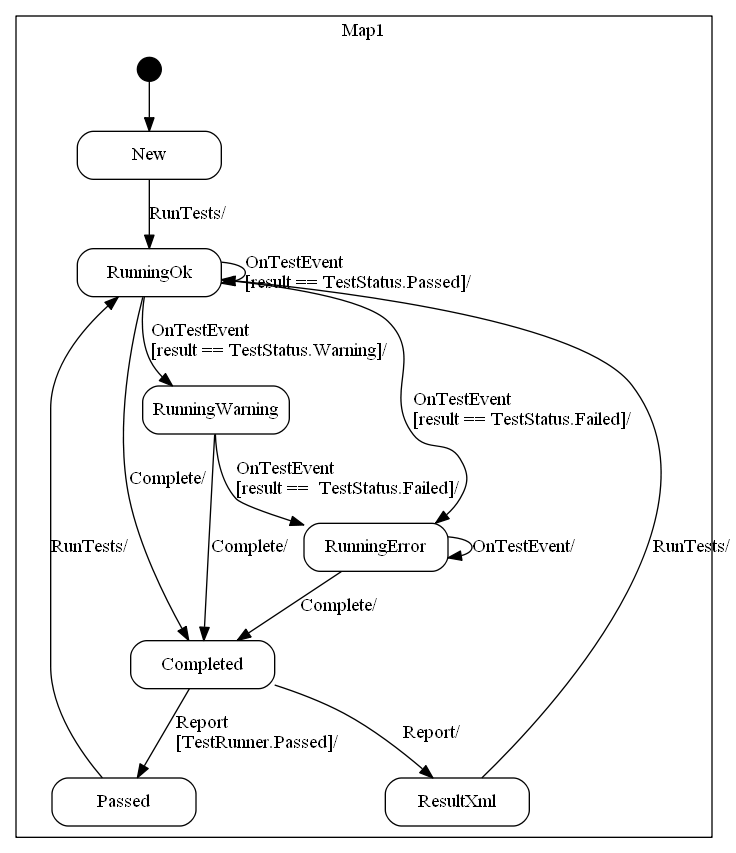 Map1
New
RunTests/
RunningOk
OnTestEvent
[result == TestStatus.Passed]/
OnTestEvent
[result == TestStatus.Warning]/
RunningWarning
OnTestEvent
[result == TestStatus.Failed]/
OnTestEvent
[result ==  TestStatus.Failed]/
Complete/
RunTests/
Complete/
RunningError
OnTestEvent/
RunTests/
Complete/
Completed
Report
[TestRunner.Passed]/
Report/
Passed
ResultXml